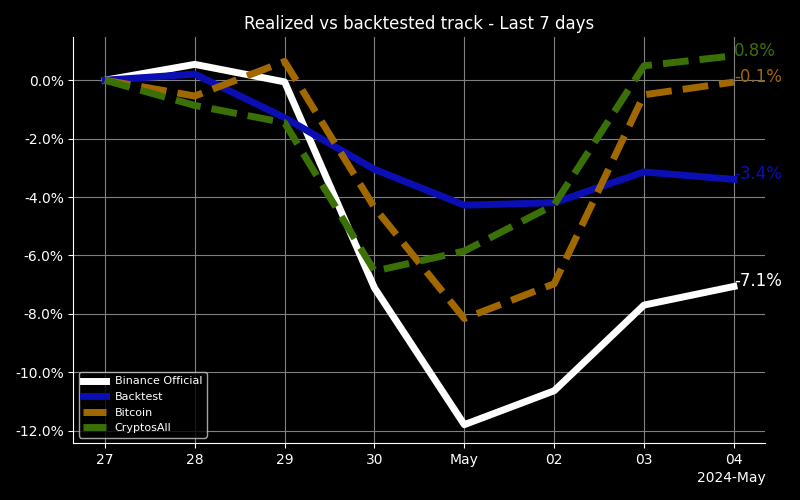 Realized vs backtested track - Last 7 days
0.8%
0.0%
-0.1%
-2.0%
-3.4%
-4.0%
-6.0%
-7.1%
-8.0%
-10.0%
-12.0%
Binance Official
Backtest
Bitcoin
CryptosAll
27 28 29 30 May 02 03 04
2024-May